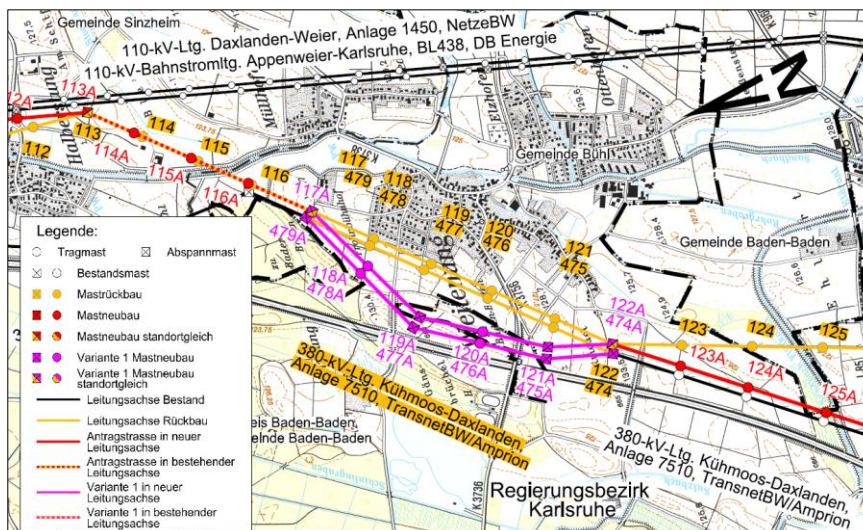 Gemeinde Sinzheim
110-kV-Ltg. Daxlanden-Weier, Anlage 1450, NetzeBW
110-kV-Bahnstromltg. Appenweier-Karlsruhe, BL438, DB Energie
113A
12A
112
113
114A
114
115A
115
116A
116
117A
117
479
118
478
119
477
120
476
121
475
Gemeinde Bühl
Gemeinde Baden-Baden
479A
118A
478A
119A
477A
120A
476A
121A
475A
122A
474A
122
474
123
124
125
123A
124A
125A
K3736
380-kV-Ltg. Kühmoos-Daxlanden,
Anlage 7510, TransnetBW/Amprion
380-kV-Ltg. Kühmoos-Daxlanden,
Anlage 7510, TransnetBW/Amprion
Regierungsbezirk
Karlsruhe
Legende:
Tragmast
Abspannmast
Bestandsmast
Mastrückbau
Mastneubau
Mastneubau standortgleich
Variante 1 Mastneubau
Variante 1 Mastneubau
standortgleich
Leitungsachse Bestand
Leitungsachse Rückbau
Antragstrasse in neuer
Leitungsachse
Antragstrasse in bestehender
Leitungsachse
Variante 1 in neuer
Leitungsachse
Variante 1 in bestehender
Leitungsachse